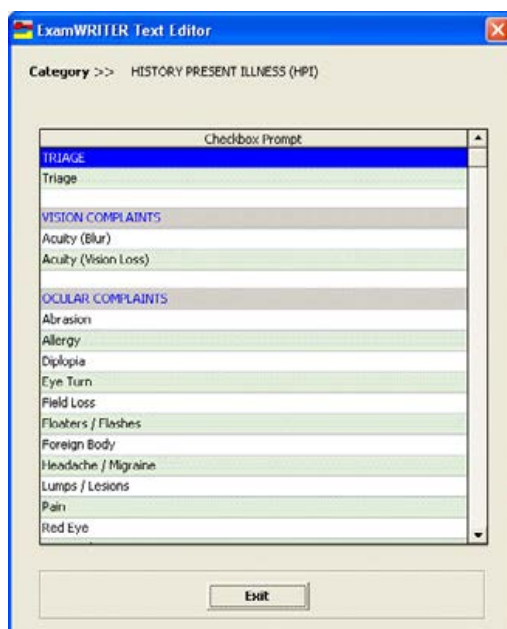 ExamWRITER Text Editor
Category >> HISTORY PRESENT ILLNESS (HPI)
Checkbox Prompt
TRIAGE
Triage
VISION COMPLAINTS
Acuity (Blur)
Acuity (Vision Loss)
OCULAR COMPLAINTS
Abrasion
Allergy
Diplopia
Eye Turn
Field Loss
Floaters / Flashes
Foreign Body
Headache / Migraine
Lumps / Lesions
Pain
Red Eye
Exit